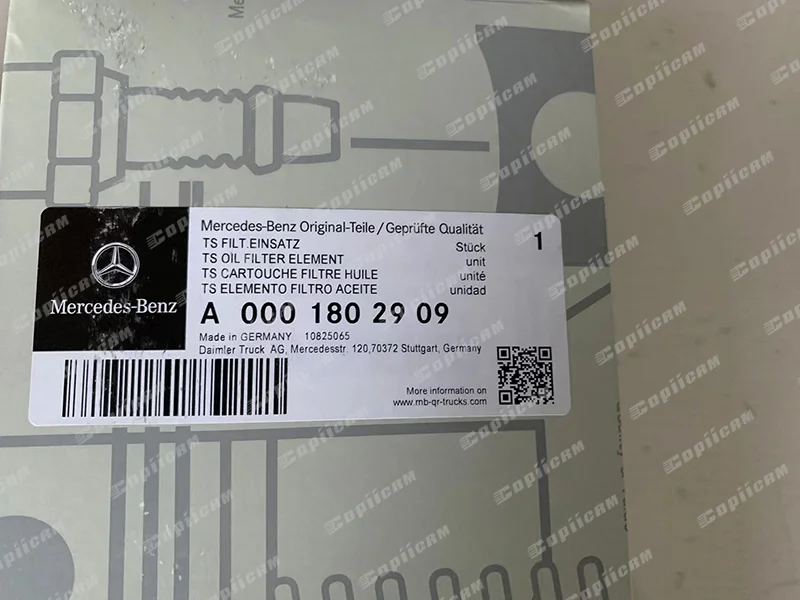 Mercedes-Benz Original-Teile/Geprüfte Qualität
TS FILT.EINSATZ Stück 1
TS OIL FILTER ELEMENT unit
TS CARTOUCHE FILTRE HUILE unité
TS ELEMENTO FILTRO ACEITE unidad
Mercedes-Benz
A 000 180 29 09
Made in GERMANY 10825065
Daimler Truck AG, Mercedesstr. 120,70372 Stuttgart, Germany
More information on
www.mb-qr-trucks.com
CopiicAM